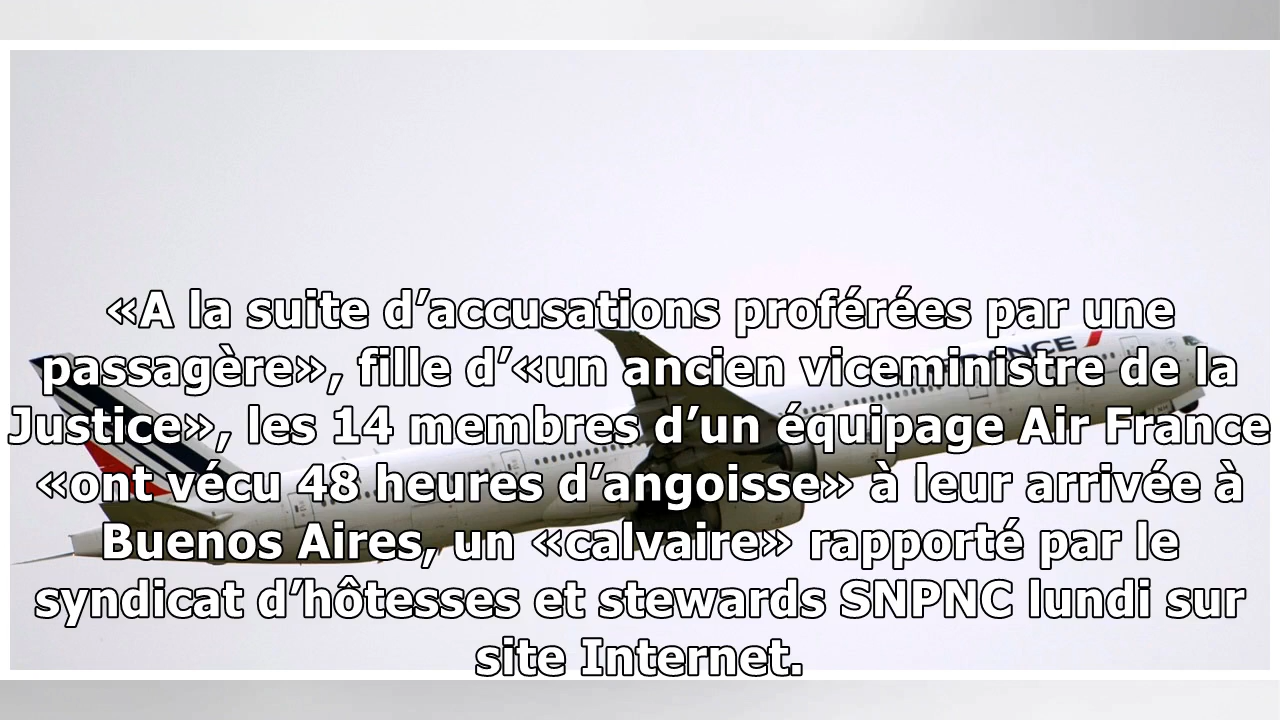 «A la suite d’accusations proférées par une
passagère», fille d’«un ancien viceministre de la
Justice», les 14 membres d’un équipage Air France
«ont vécu 48 heures d’angoisse» à leur arrivée à
Buenos Aires, un «calvaire» rapporté par le
syndicat d’hôtesses et stewards SNPNC lundi sur
site Internet.